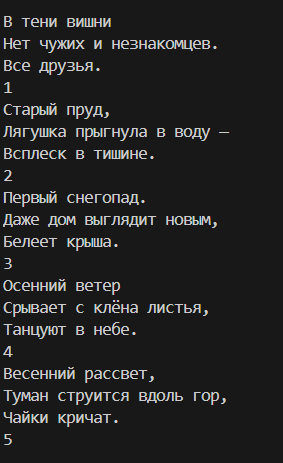 В тени вишни
Нет чужих и незнакомцев.
Все друзья.
1
Старый пруд,
Лягушка прыгнула в воду –
Всплеск в тишине.
2
Первый снегопад.
Даже дом выглядит новым,
Белеет крыша.
3
Осенний ветер
Срывает с клёна листья,
Танцуют в небе.
4
Весенний рассвет,
Туман струится вдоль гор,
Чайки кричат.
5